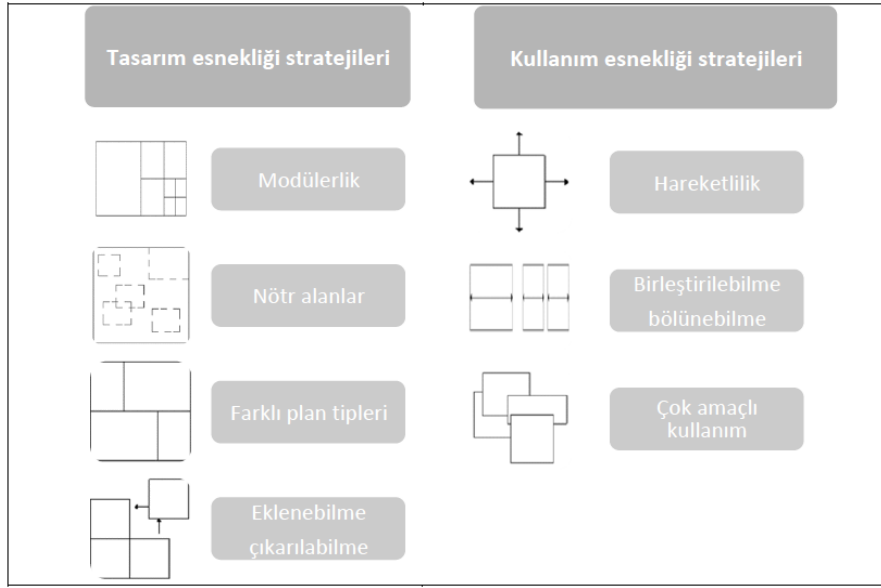 Tasarım esnekliği stratejileri
Modülerlik
Nötr alanlar
Farklı plan tipleri
Eklenebilme
çıkarılabilme
Kullanım esnekliği stratejileri
Hareketlilik
Birleştirilebilme
bölünebilme
Çok amaçlı
kullanım